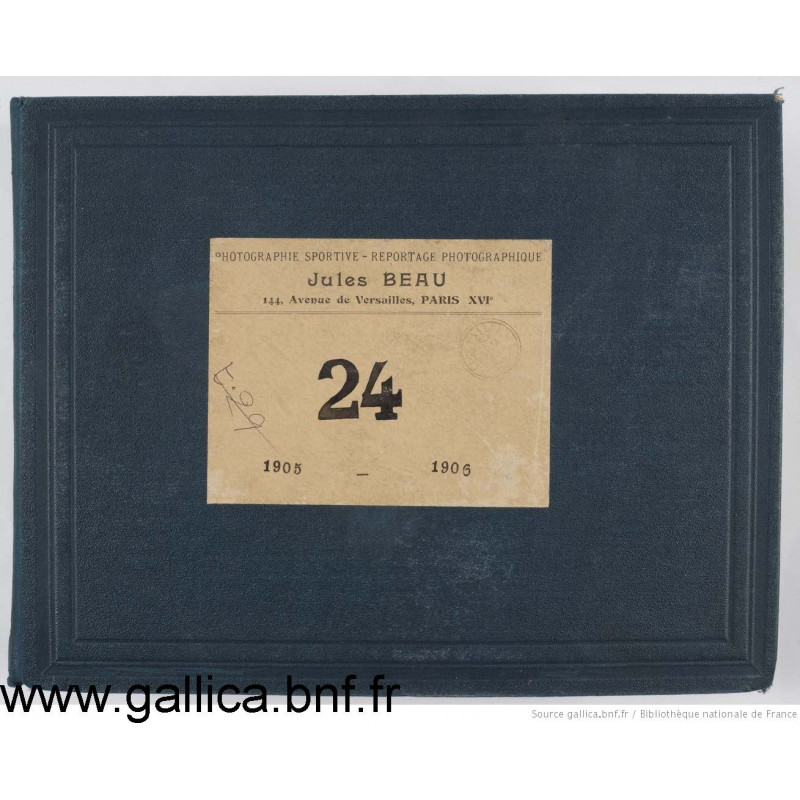 PHOTOGRAPHIE SPORTIVE - REPORTAGE PHOTOGRAPHIQUE
Jules BEAU
144, Avenue de Versailles, PARIS XVIe
24
1905 - 1906
www.gallica.bnf.fr
Source gallica.bnf.fr / Bibliothèque nationale de France